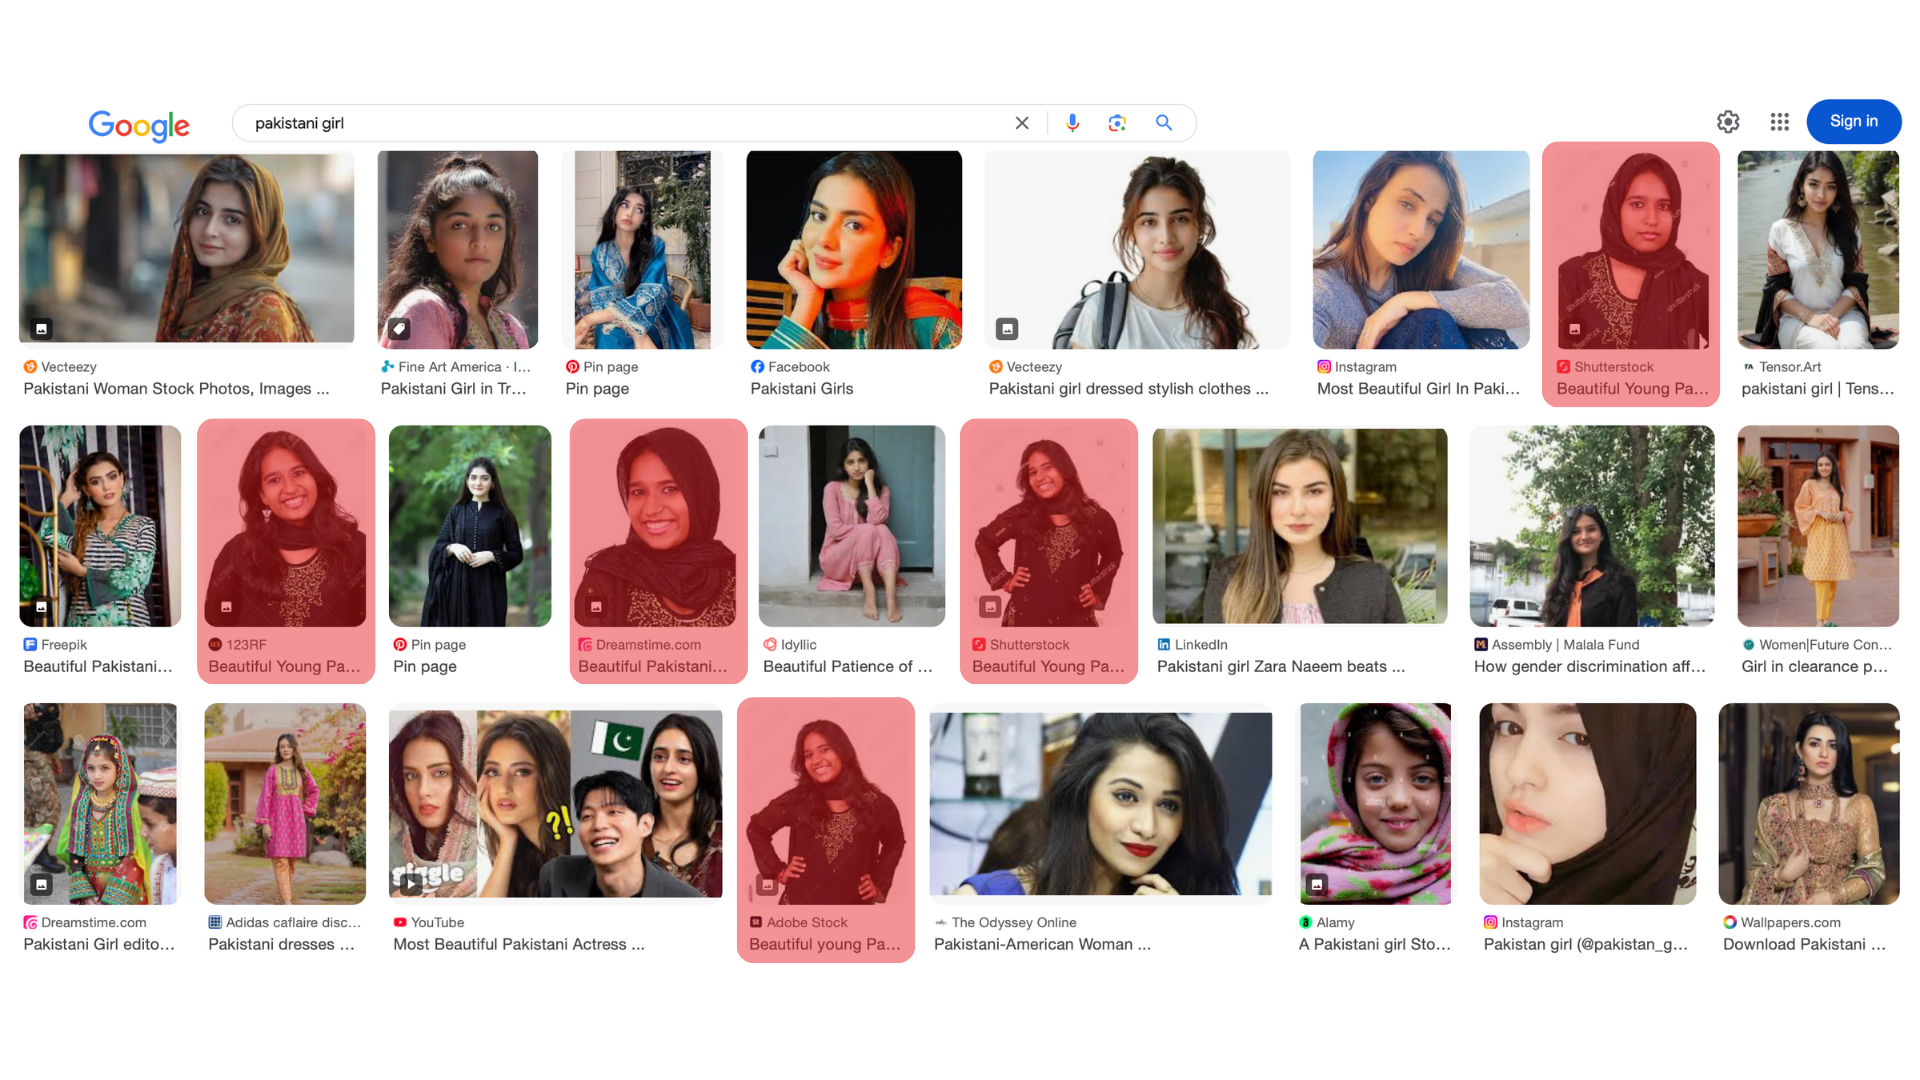 Google
pakistani girl
Sign in
Vecteezy
Pakistani Woman Stock Photos, Images ...
Fine Art America · I...
Pakistani Girl in Tr...
Pin page
Pin page
Facebook
Pakistani Girls
Vecteezy
Pakistani girl dressed stylish clothes ...
Instagram
Most Beautiful Girl In Paki...
Shutterstock
Beautiful Young Pa...
TA Tensor.Art
pakistani girl | Tens...
Freepik
Beautiful Pakistani...
123RF
Beautiful Young Pa...
Pin page
Pin page
Dreamstime.com
Beautiful Pakistani...
Idyllic
Beautiful Patience of ...
Shutterstock
Beautiful Young Pa...
LinkedIn
Pakistani girl Zara Naeem beats ...
Assembly | Malala Fund
How gender discrimination aff...
Women|Future Con...
Girl in clearance p...
?!
giggle
Dreamstime.com
Pakistani Girl edito...
Adidas caflaire disc...
Pakistani dresses ...
YouTube
Most Beautiful Pakistani Actress ...
Adobe Stock
Beautiful young Pa...
The Odyssey Online
Pakistani-American Woman ...
Alamy
A Pakistani girl Sto...
Instagram
Pakistan girl (@pakistan_g...
Wallpapers.com
Download Pakistani ...